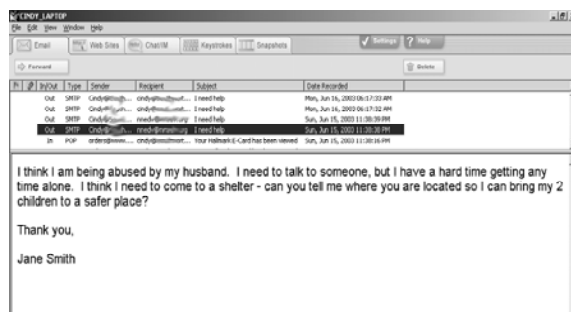 CINDY_LAPTOP
File Edit View Window Help
Email Web Sites Chat/IM Keystrokes Snapshots Settings Help
Forward Delete
In/Out Type Sender Recipient Subject Date Recorded
Out SMTP I need help Mon, Jun 16, 2003 06:17:33 AM
Out SMTP I need help Mon, Jun 16, 2003 06:17:32 AM
Out SMTP I need help Sun, Jun 15, 2003 11:38:39 PM
Out SMTP I need help Sun, Jun 15, 2003 11:38:38 PM
In POP Your Hallmark E-Card has been viewed Sun, Jun 15, 2003 11:38:16 PM
I think I am being abused by my husband. I need to talk to someone, but I have a hard time getting any
time alone. I think I need to come to a shelter - can you tell me where you are located so I can bring my 2
children to a safer place?
Thank you,
Jane Smith